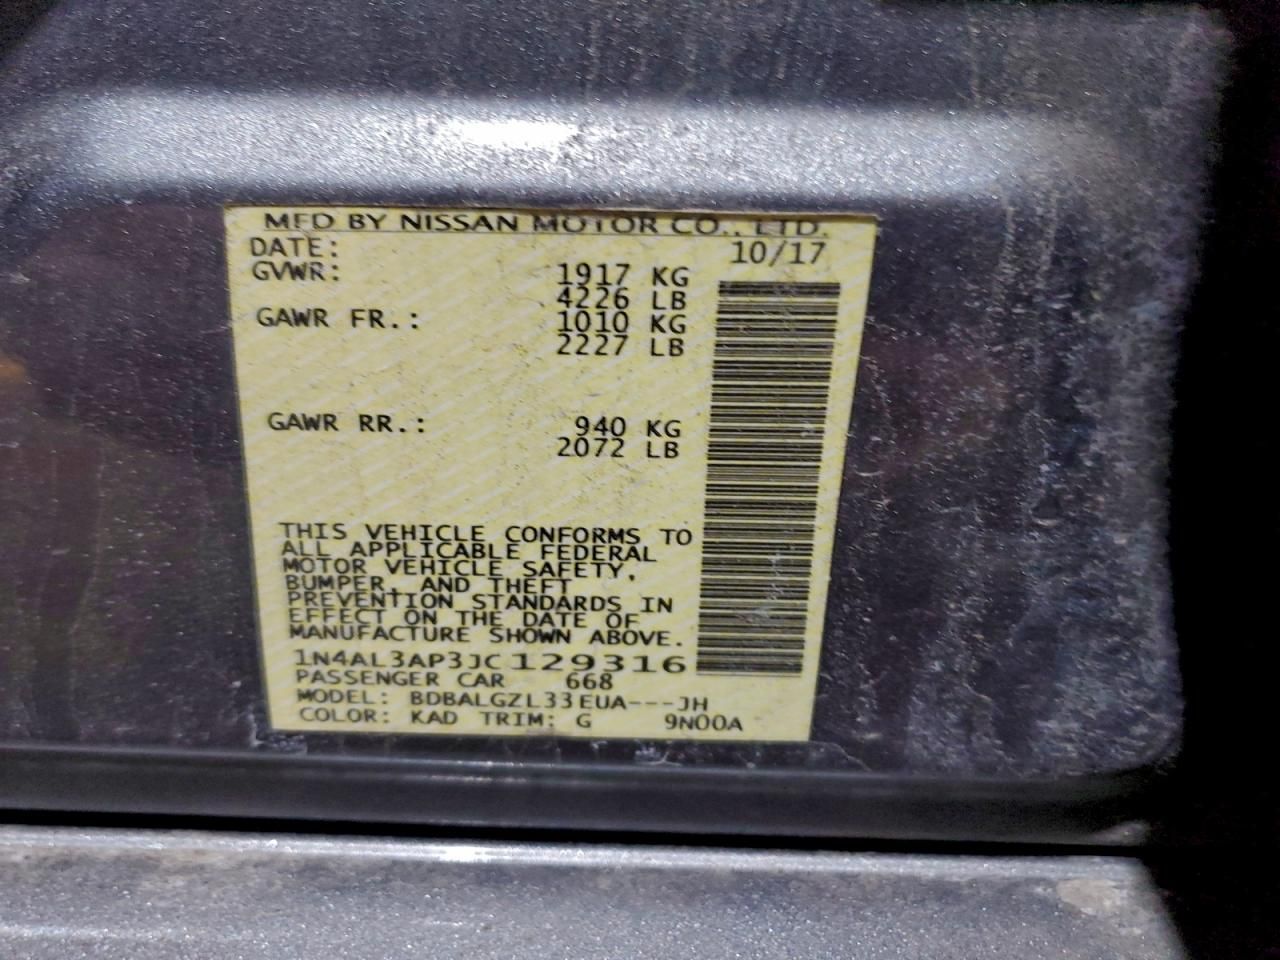 MFD BY NISSAN MOTOR CO., LTD.
DATE: 10/17
GVWR: 1917 KG
4226 LB
GAWR FR.: 1010 KG
2227 LB
GAWR RR.: 940 KG
2072 LB
THIS VEHICLE CONFORMS TO
ALL APPLICABLE FEDERAL
MOTOR VEHICLE SAFETY,
BUMPER, AND THEFT
PREVENTION STANDARDS IN
EFFECT ON THE DATE OF
MANUFACTURE SHOWN ABOVE.
1N4AL3AP3JC129316
PASSENGER CAR 668
MODEL: BDBALGZL33EUA---JH
COLOR: KAD TRIM: G 9N00A